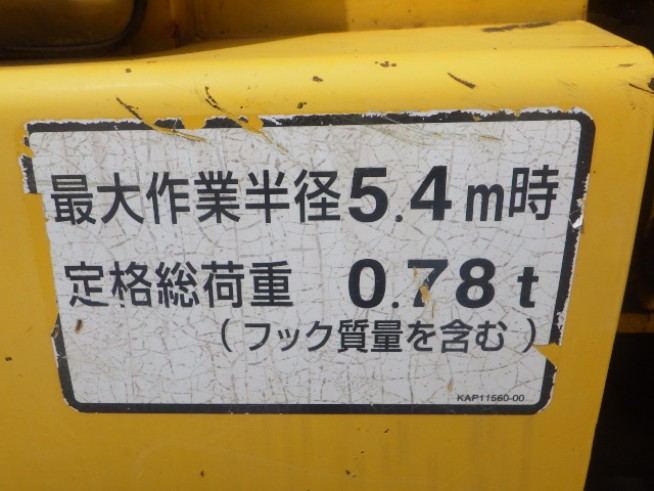 最大作業半径5.4m時
定格総荷重 0.78t
(フック質量を含む)
KAP11560-00